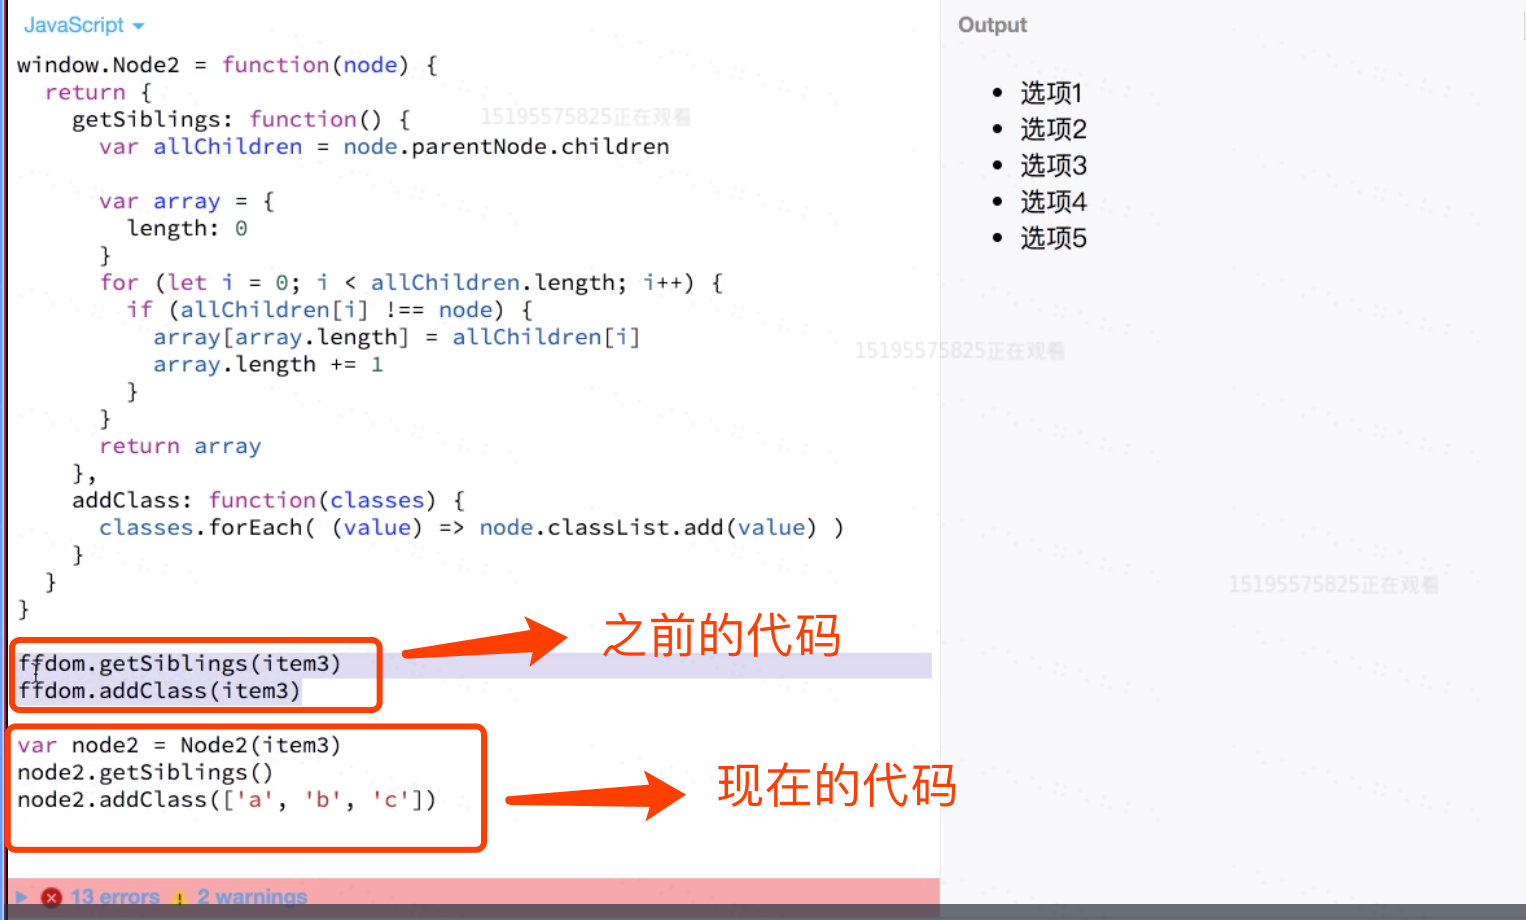 JavaScript
window.Node2 = function(node) {
return {
getSiblings: function() {
var allChildren = node.parentNode.children
var array = {
length: 0
}
for (let i = 0; i < allChildren.length; i++) {
if (allChildren[i] !== node) {
array[array.length] = allChildren[i]
array.length += 1
}
}
return array
},
addClass: function(classes) {
classes.forEach( (value) => node.classList.add(value) )
}
}
}
ffdom.getSiblings(item3)
ffdom.addClass(item3)
之前的代码
var node2 = Node2(item3)
node2.getSiblings()
node2.addClass(['a', 'b', 'c'])
现在的代码
13 errors 2 warnings
Output
• 选项1
• 选项2
• 选项3
• 选项4
• 选项5
15195575825正在观看
15195575825正在观看
15195575825正在观看